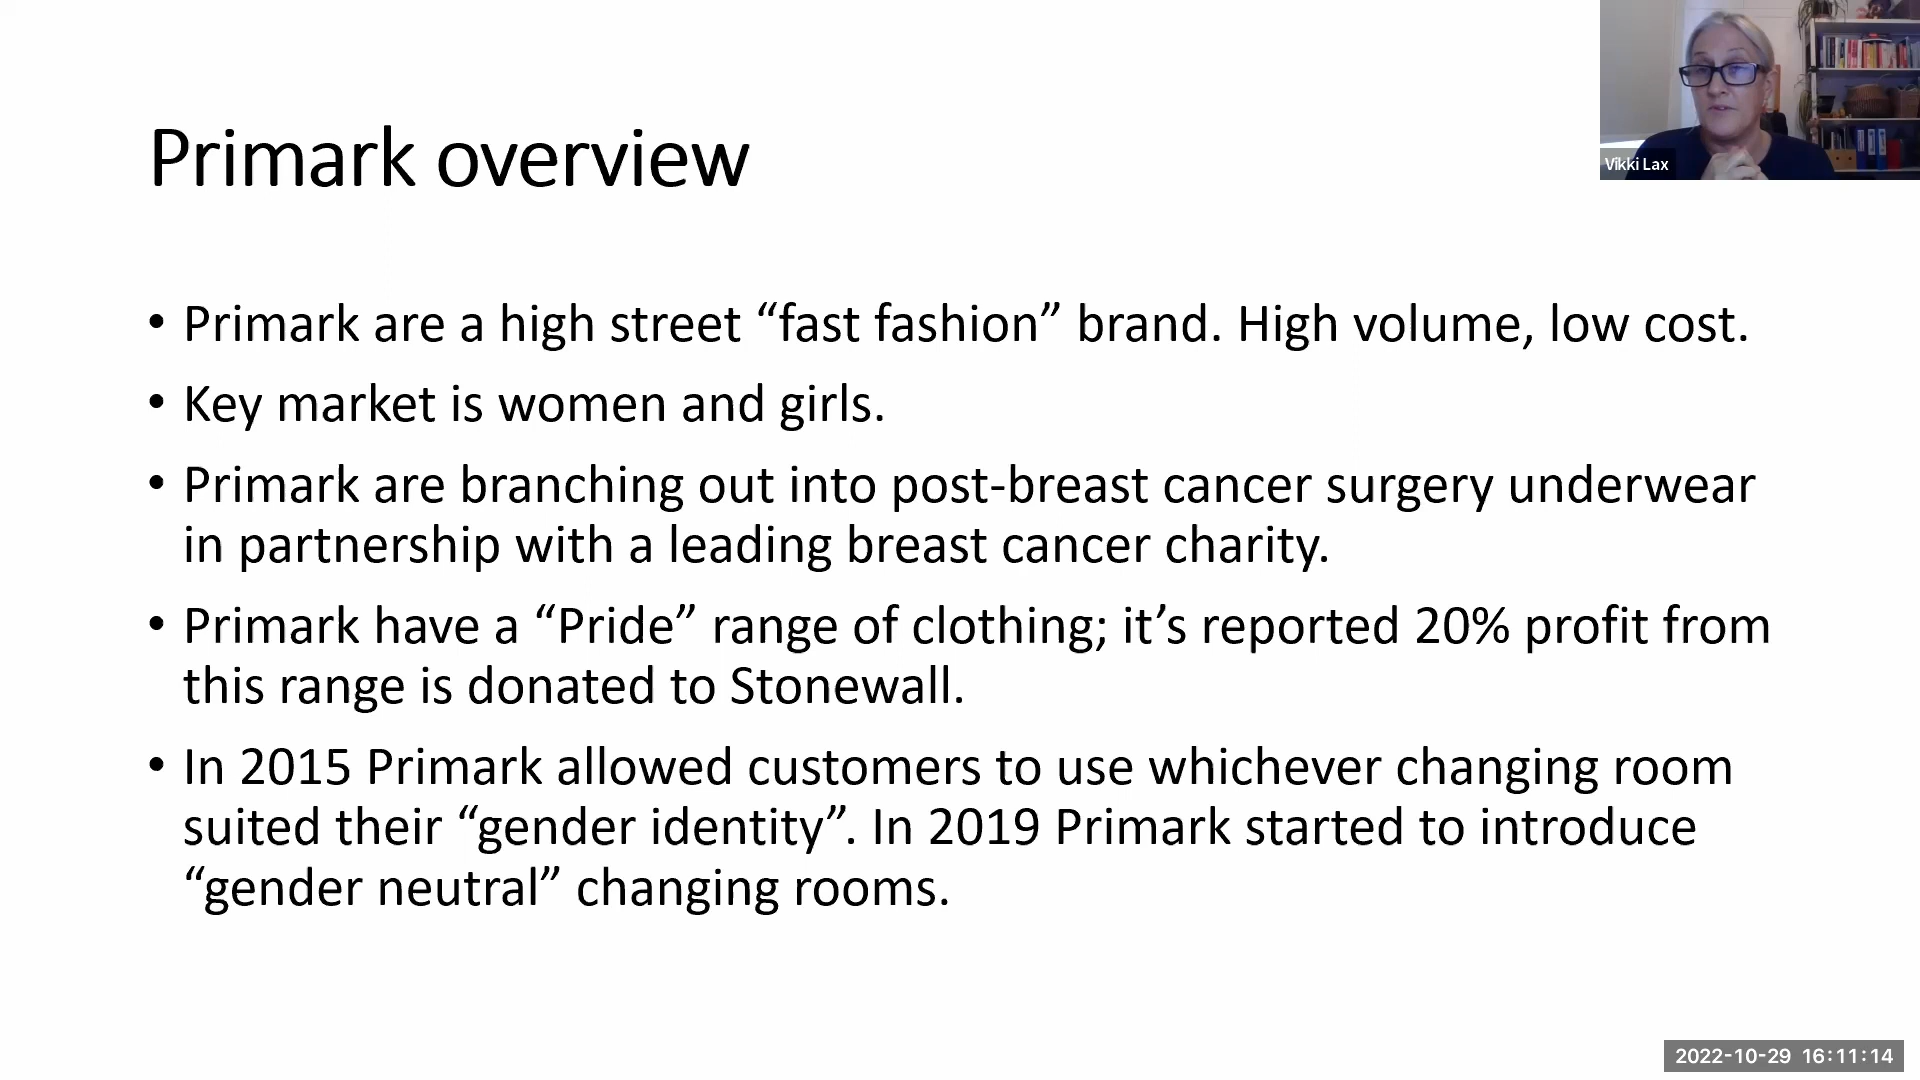 Primark overview
Vikki Lax
• Primark are a high street “fast fashion” brand. High volume, low cost.
• Key market is women and girls.
• Primark are branching out into post-breast cancer surgery underwear
in partnership with a leading breast cancer charity.
• Primark have a “Pride” range of clothing; it’s reported 20% profit from
this range is donated to Stonewall.
• In 2015 Primark allowed customers to use whichever changing room
suited their “gender identity”. In 2019 Primark started to introduce
“gender neutral” changing rooms.
2022-10-29 16:11:14